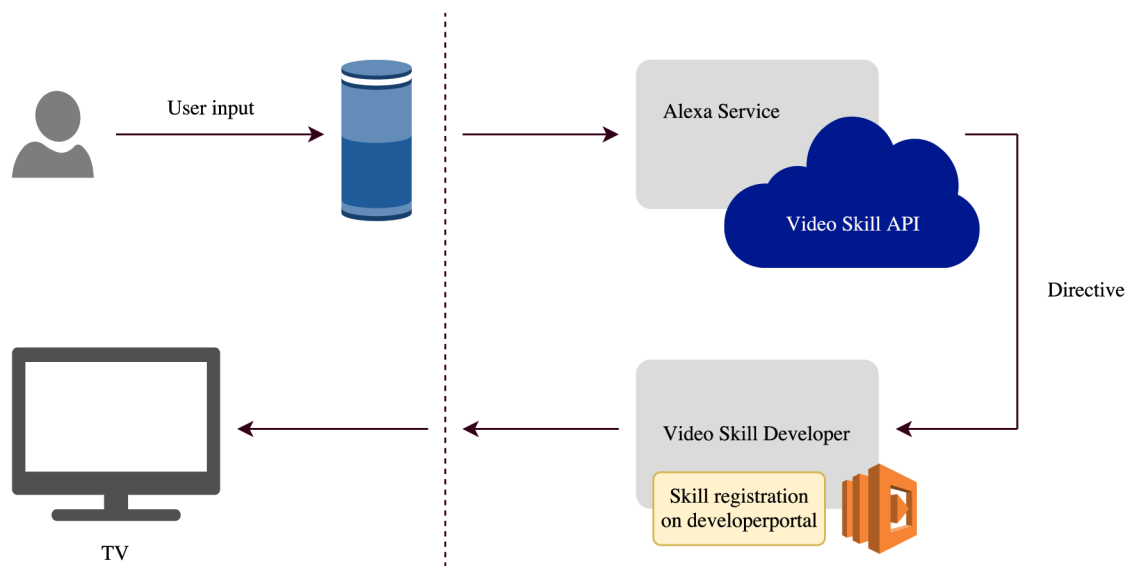 User input
Alexa Service
Video Skill API
Directive
Video Skill Developer
Skill registration
on developerportal
TV